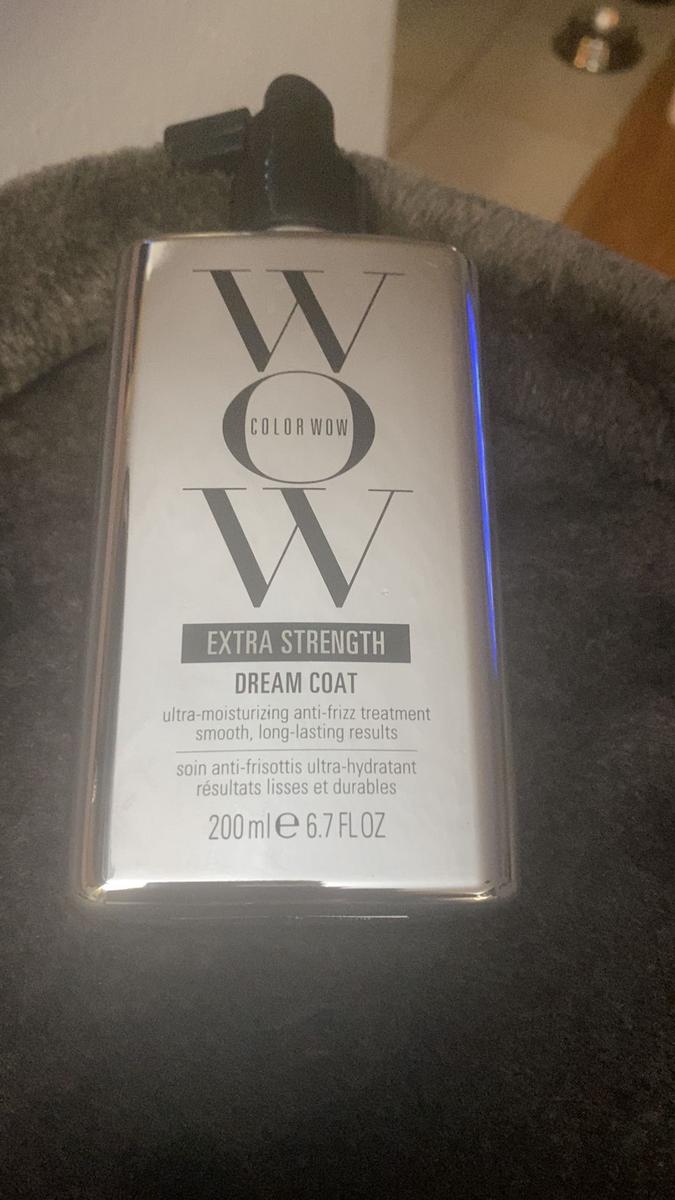 WOW
COLOR WOW
EXTRA STRENGTH
DREAM COAT
ultra-moisturizing anti-frizz treatment
smooth, long-lasting results
soin anti-frisottis ultra-hydratant
résultats lisses et durables
200 ml ℮ 6.7 FL OZ